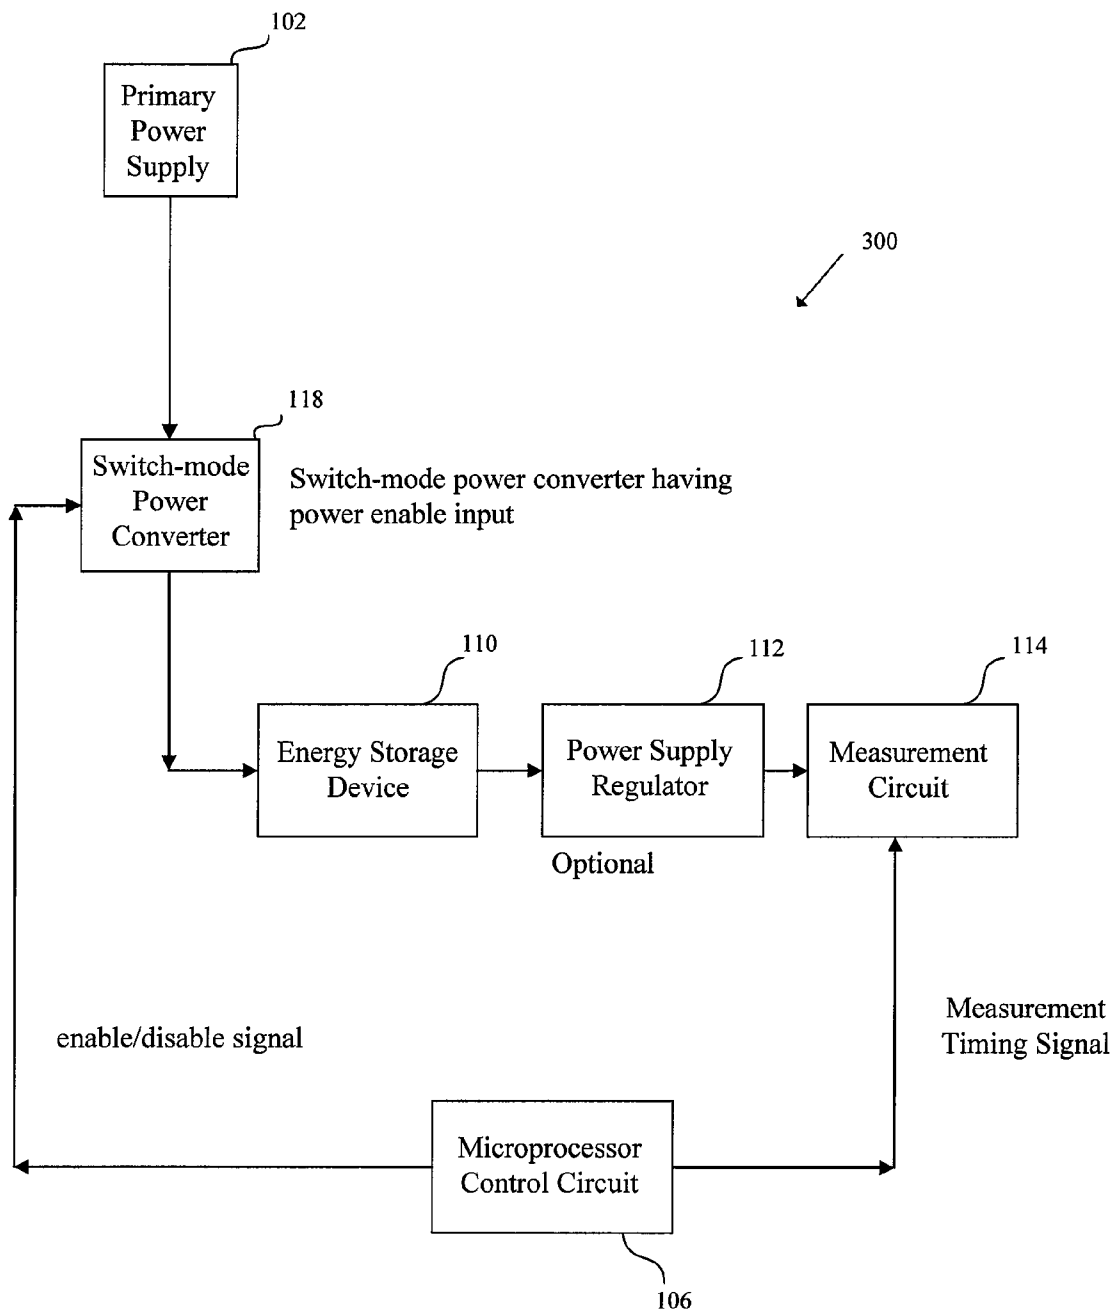 102
Primary
Power
Supply
300
118
Switch-mode
Power
Converter
Switch-mode power converter having
power enable input
110
112
114
Energy Storage
Device
Power Supply
Regulator
Measurement
Circuit
Optional
enable/disable signal
Measurement
Timing Signal
Microprocessor
Control Circuit
106